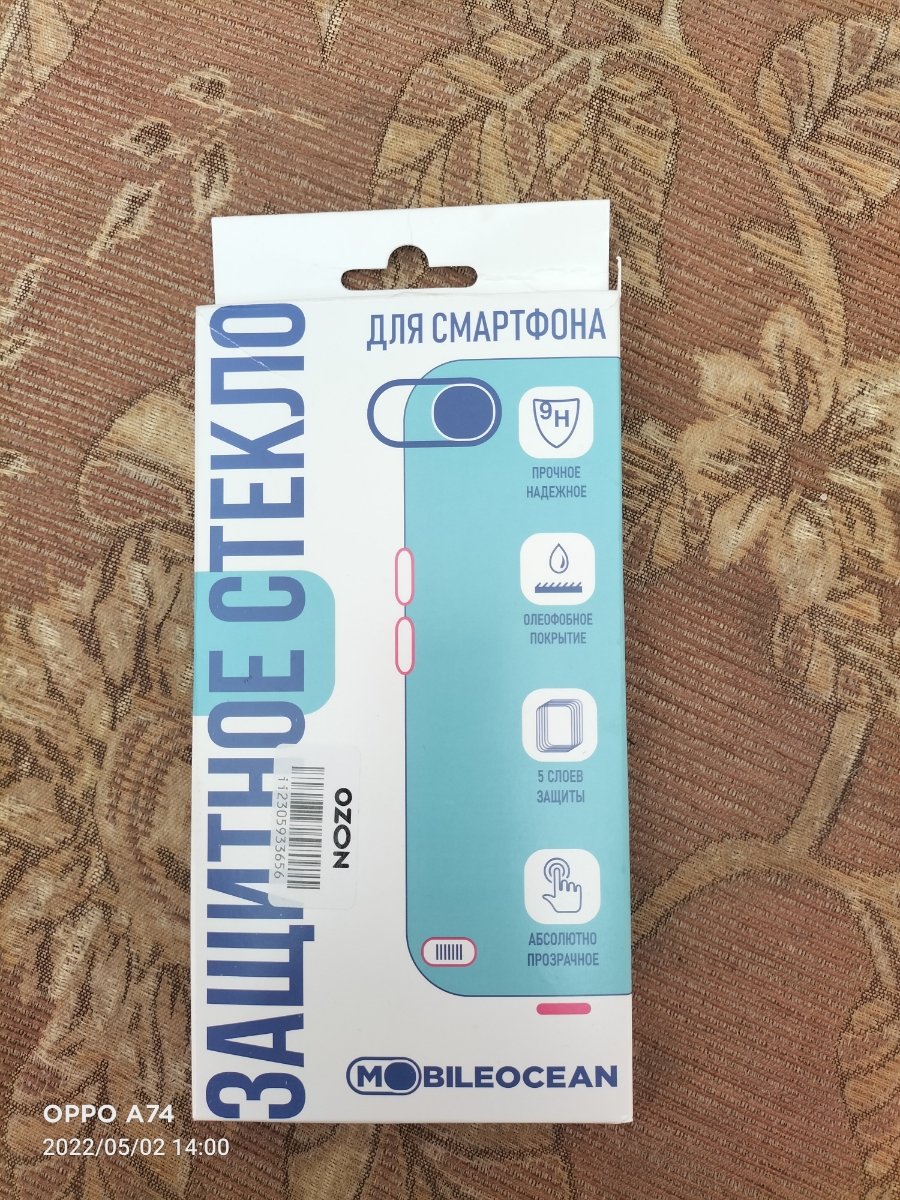 ДЛЯ СМАРТФОНА
ЗАЩИТНОЕ СТЕКЛО
9H
ПРОЧНОЕ
НАДЕЖНОЕ
ОЛЕОФОБНОЕ
ПОКРЫТИЕ
5 СЛОЕВ
ЗАЩИТЫ
АБСОЛЮТНО
ПРОЗРАЧНОЕ
OZON
i12305933656
MOBILEOCEAN
OPPO A74
2022/05/02 14:00